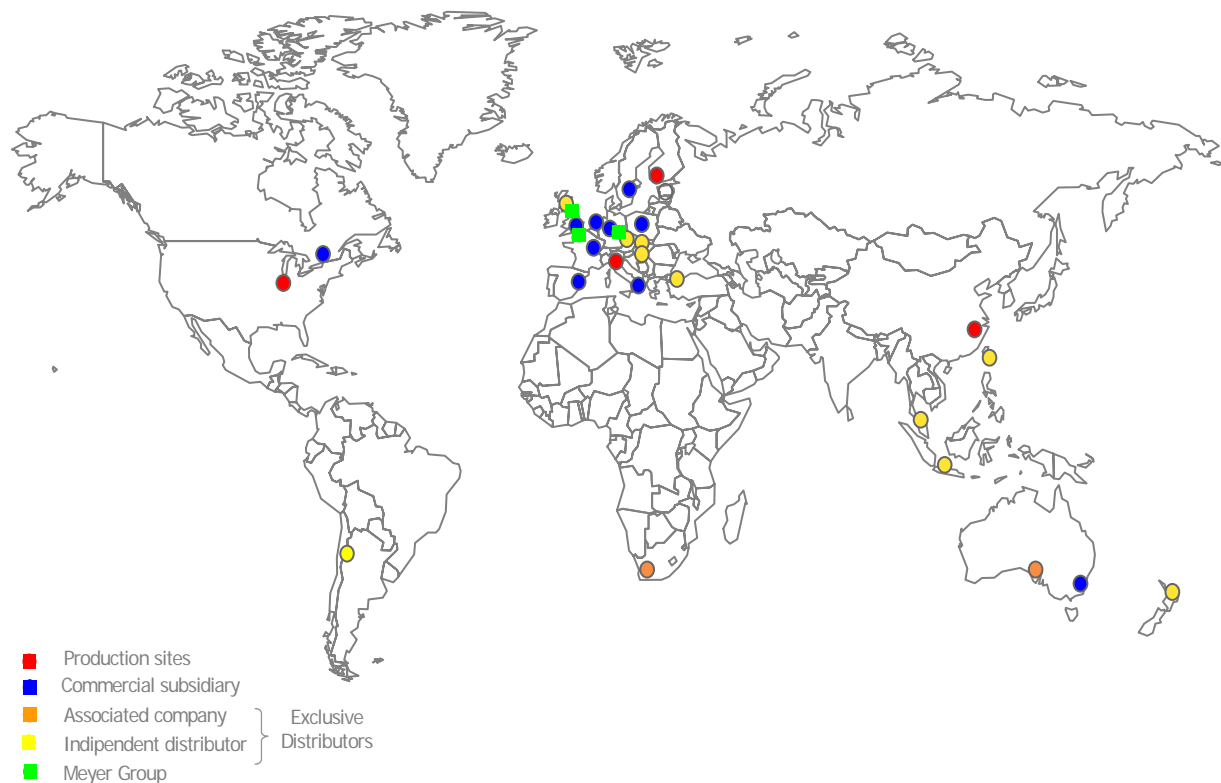 Production sites
Commercial subsidiary
Associated company
Exclusive
Distributors
Indipendent distributor
Meyer Group